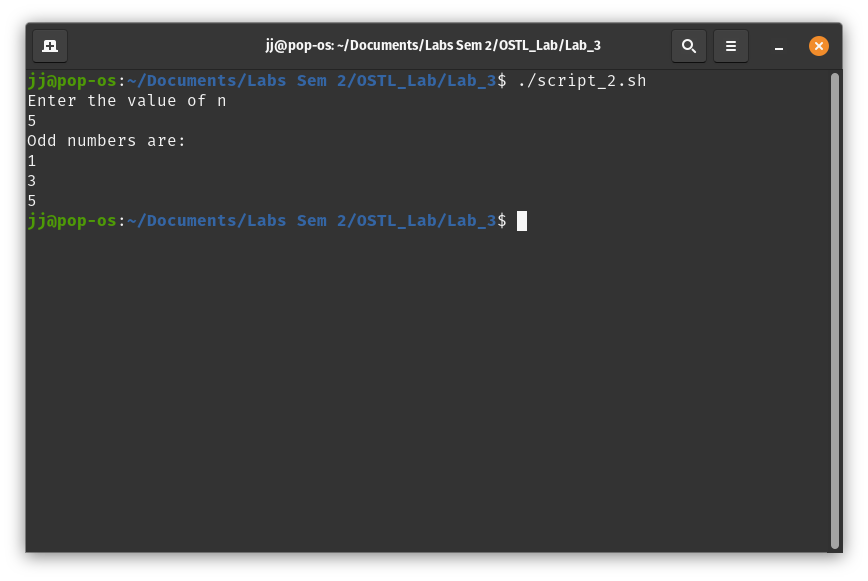 jj@pop-os: ~/Documents/Labs Sem 2/OSTL_Lab/Lab_3
jj@pop-os:~/Documents/Labs Sem 2/OSTL_Lab/Lab_3$ ./script_2.sh
Enter the value of n
5
Odd numbers are:
1
3
5
jj@pop-os:~/Documents/Labs Sem 2/OSTL_Lab/Lab_3$